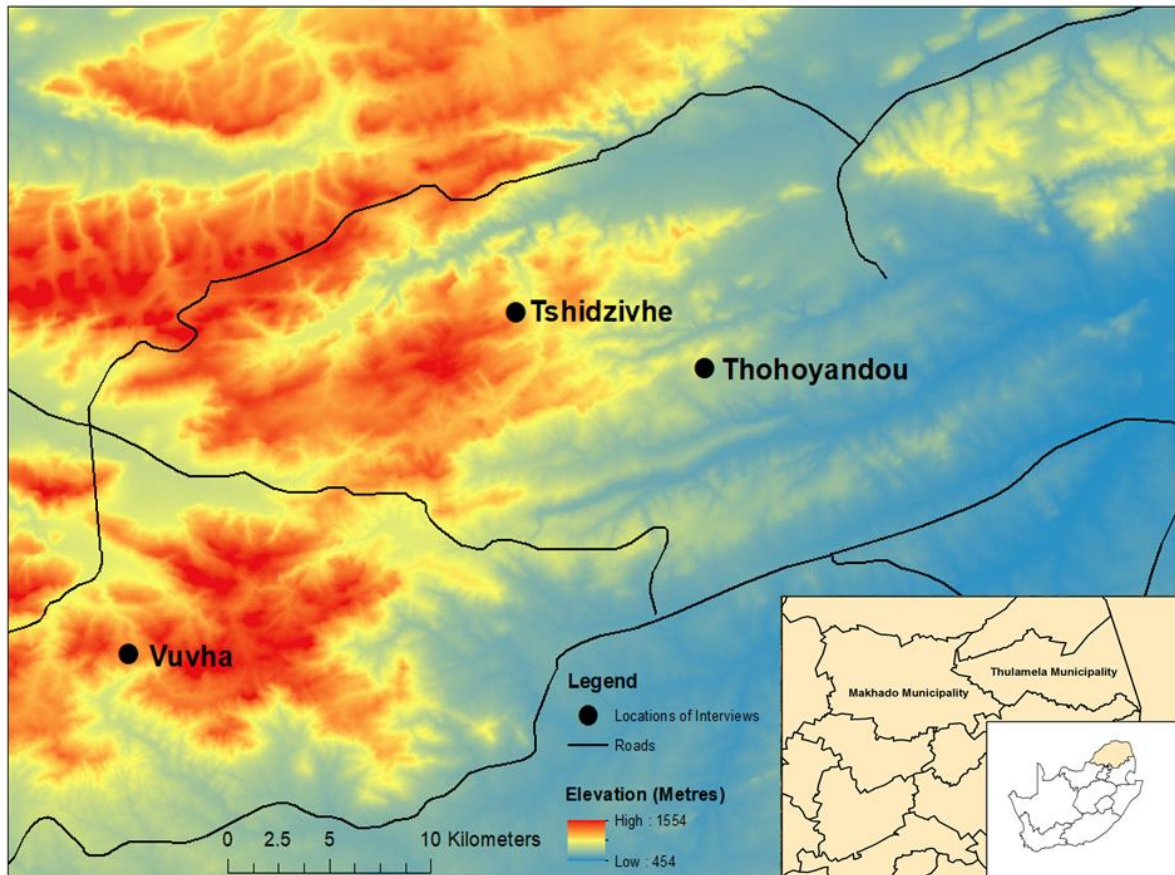 Tshidzivhe
Thohoyandou
Vuvha
Legend
Locations of Interviews
Roads
Elevation (Metres)
High : 1554
Low : 454
0 2.5 5 10 Kilometers
Thulamela Municipality
Makhado Municipality